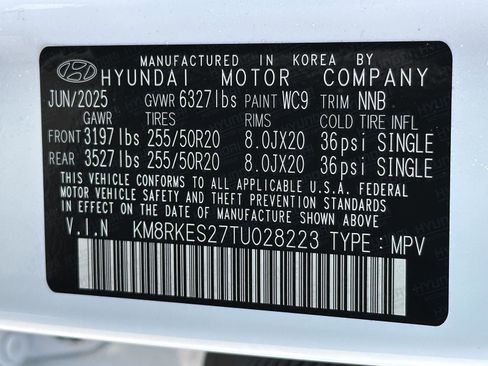 MANUFACTURED IN KOREA BY
HYUNDAI MOTOR COMPANY
JUN/2025 GVWR 6327lbs PAINT WC9 TRIM NNB
GAWR TIRES RIMS COLD TIRE INFL
FRONT 3197lbs 255/50R20 8.0JX20 36psi SINGLE
REAR 3527lbs 255/50R20 8.0JX20 36psi SINGLE
THIS VEHICLE CONFORMS TO ALL APPLICABLE U.S.A. FEDERAL
MOTOR VEHICLE SAFETY AND THEFT PREVENTION STANDARDS
IN EFFECT ON THE DATE OF MANUFACTURE SHOWN ABOVE.
V.I.N KM8RKES27TU028223 TYPE: MPV